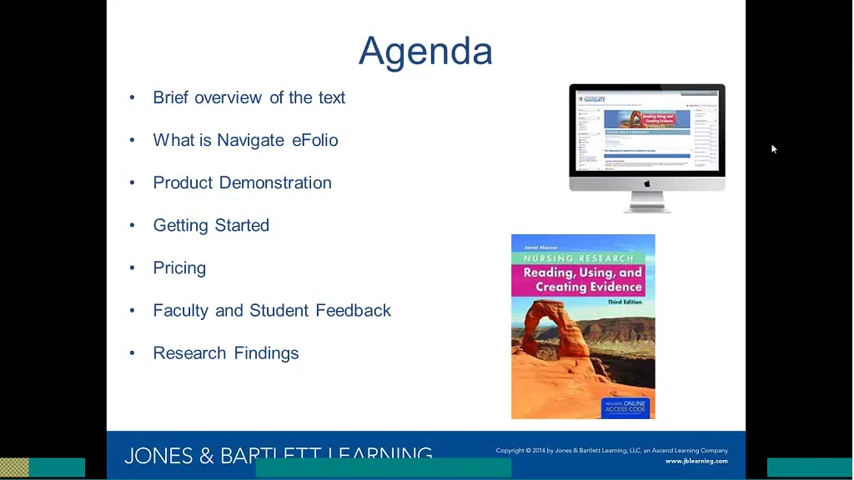 Agenda
• Brief overview of the text
• What is Navigate eFolio
• Product Demonstration
• Getting Started
• Pricing
• Faculty and Student Feedback
• Research Findings
NAVIGATE
Reading, Using, and
Creating Evidence
Janet Houser
NURSING RESEARCH
Reading, Using, and
Creating Evidence
Third Edition
INCLUDES ONLINE
ACCESS CODE
JONES & BARTLETT LEARNING
Copyright © 2014 by Jones & Bartlett Learning, LLC, an Ascend Learning Company
www.jblearning.com